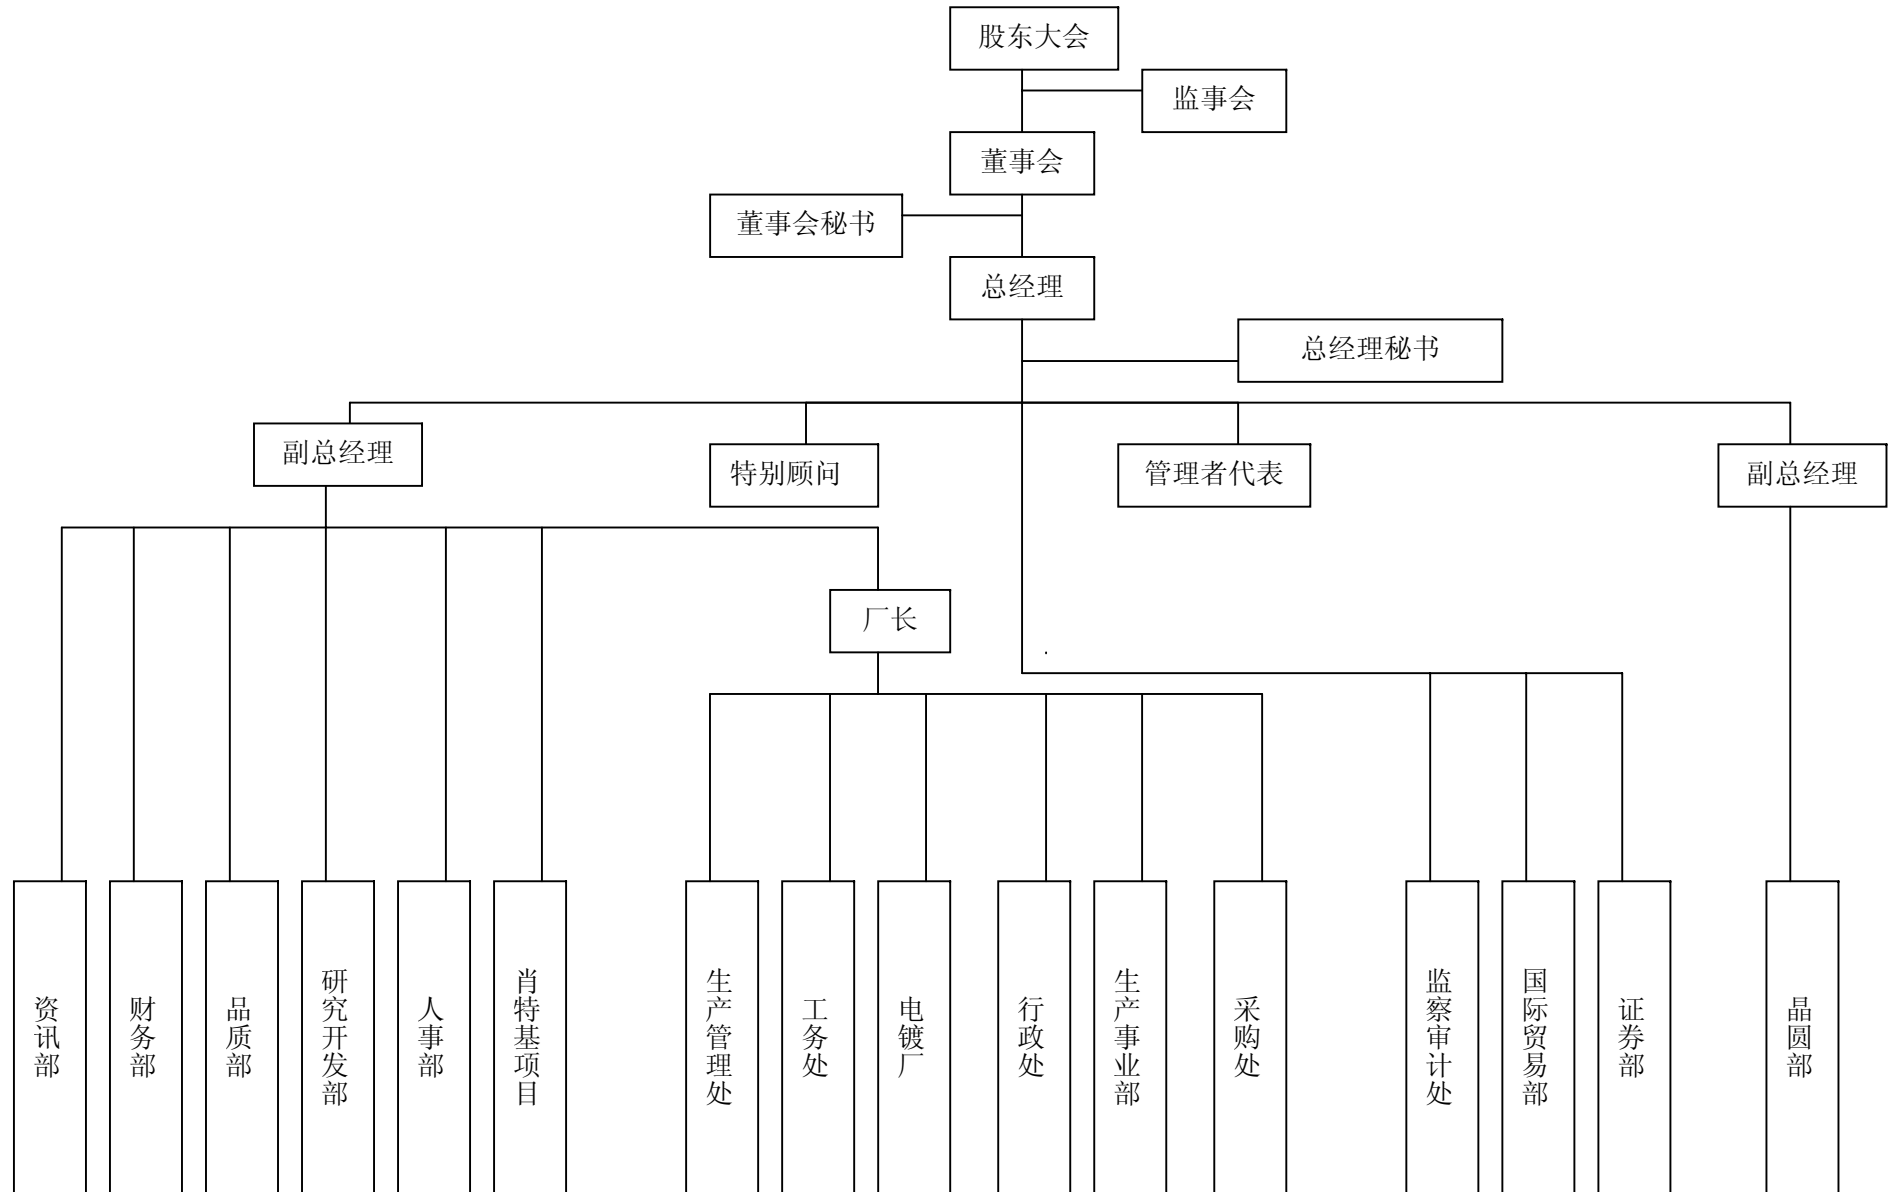 股东大会
监事会
董事会
董事会秘书
总经理
总经理秘书
副总经理
特别顾问
管理者代表
副总经理
厂长
资讯部
财务部
品质部
研究开发部
人事部
肖特基项目
生产管理处
工务处
电镀厂
行政处
生产事业部
采购处
监察审计处
国际贸易部
证券部
晶圆部